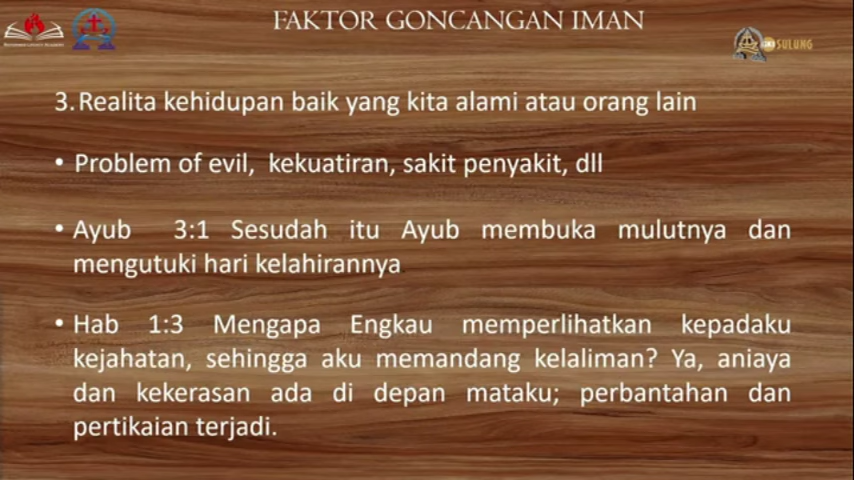 FAKTOR GONCANGAN IMAN
SULUNG
3. Realita kehidupan baik yang kita alami atau orang lain
• Problem of evil, kekuatiran, sakit penyakit, dll
• Ayub 3:1 Sesudah itu Ayub membuka mulutnya dan
mengutuki hari kelahirannya
• Hab 1:3 Mengapa Engkau memperlihatkan kepadaku
kejahatan, sehingga aku memandang kelaliman? Ya, aniaya
dan kekerasan ada di depan mataku; perbantahan dan
pertikaian terjadi.